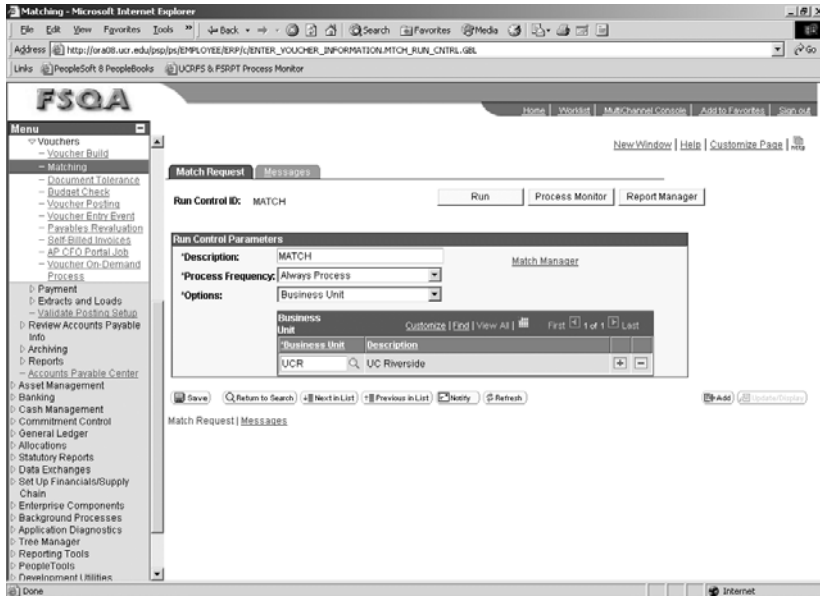 Matching - Microsoft Internet Explorer
File Edit View Favorites Tools » Back Search Favorites Media
Address http://ora08.ucr.edu/psp/ps/EMPLOYEE/ERP/c/ENTER_VOUCHER_INFORMATION.MTCH_RUN_CNTRL.GBL Go
Links PeopleSoft 8 PeopleBooks UCRFS & FSRPT Process Monitor
FSQA
Home | Worklist | MultiChannel Console | Add to Favorites | Sign out
Menu
Vouchers
– Voucher Build
– Matching
– Document Tolerance
– Budget Check
– Voucher Posting
– Voucher Entry Event
– Payables Revaluation
– Self-Billed Invoices
– AP CFO Portal Job
– Voucher On-Demand
Process
Payment
Extracts and Loads
– Validate Posting Setup
Review Accounts Payable
Info
Archiving
Reports
– Accounts Payable Center
Asset Management
Banking
Cash Management
Commitment Control
General Ledger
Allocations
Statutory Reports
Data Exchanges
Set Up Financials/Supply
Chain
Enterprise Components
Background Processes
Application Diagnostics
Tree Manager
Reporting Tools
PeopleTools
Development Utilities
New Window | Help | Customize Page | http
Match Request Messages
Run Control ID: MATCH Run Process Monitor Report Manager
Run Control Parameters
*Description: MATCH Match Manager
*Process Frequency: Always Process
*Options: Business Unit
Business
Unit Customize | Find | View All | First 1 of 1 Last
*Business Unit Description
UCR UC Riverside + −
Save Return to Search Next in List Previous in List Notify Refresh Add Update/Display
Match Request | Messages
Done Internet